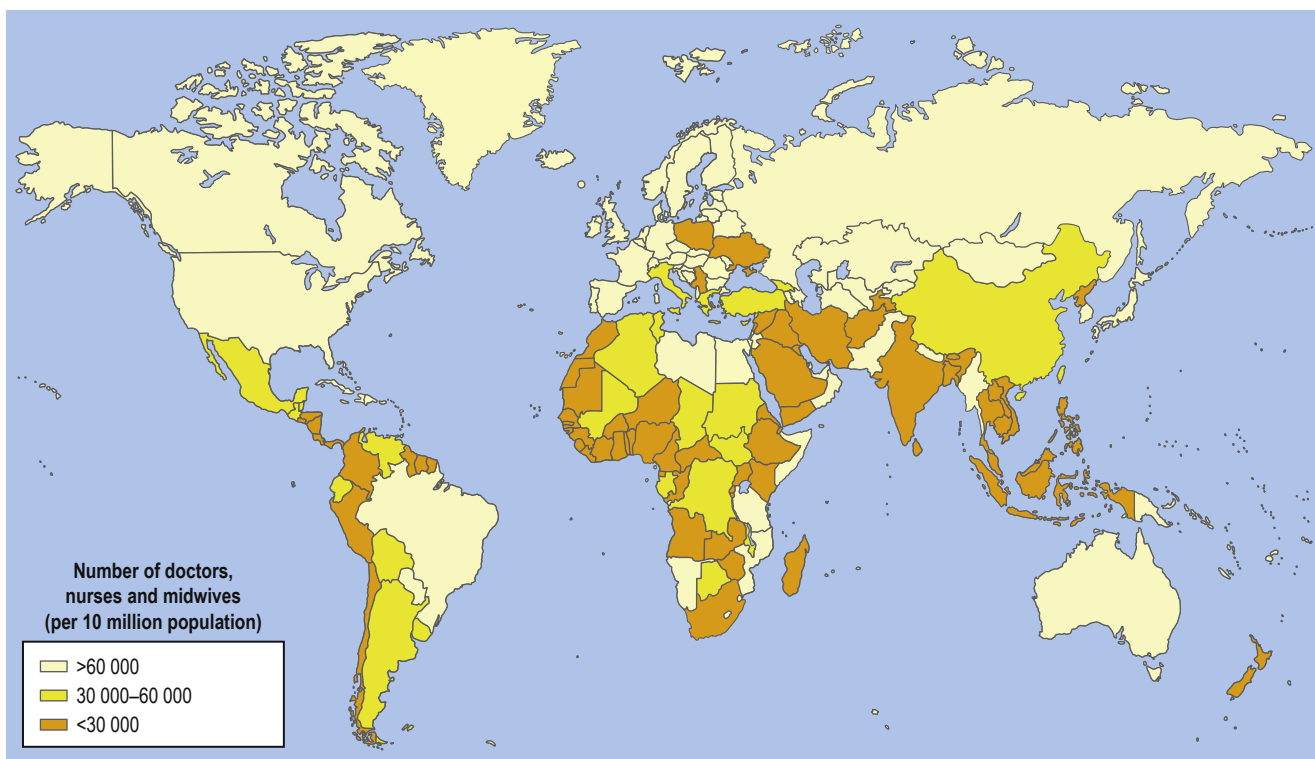 Number of doctors,
nurses and midwives
(per 10 million population)
>60 000
30 000–60 000
<30 000